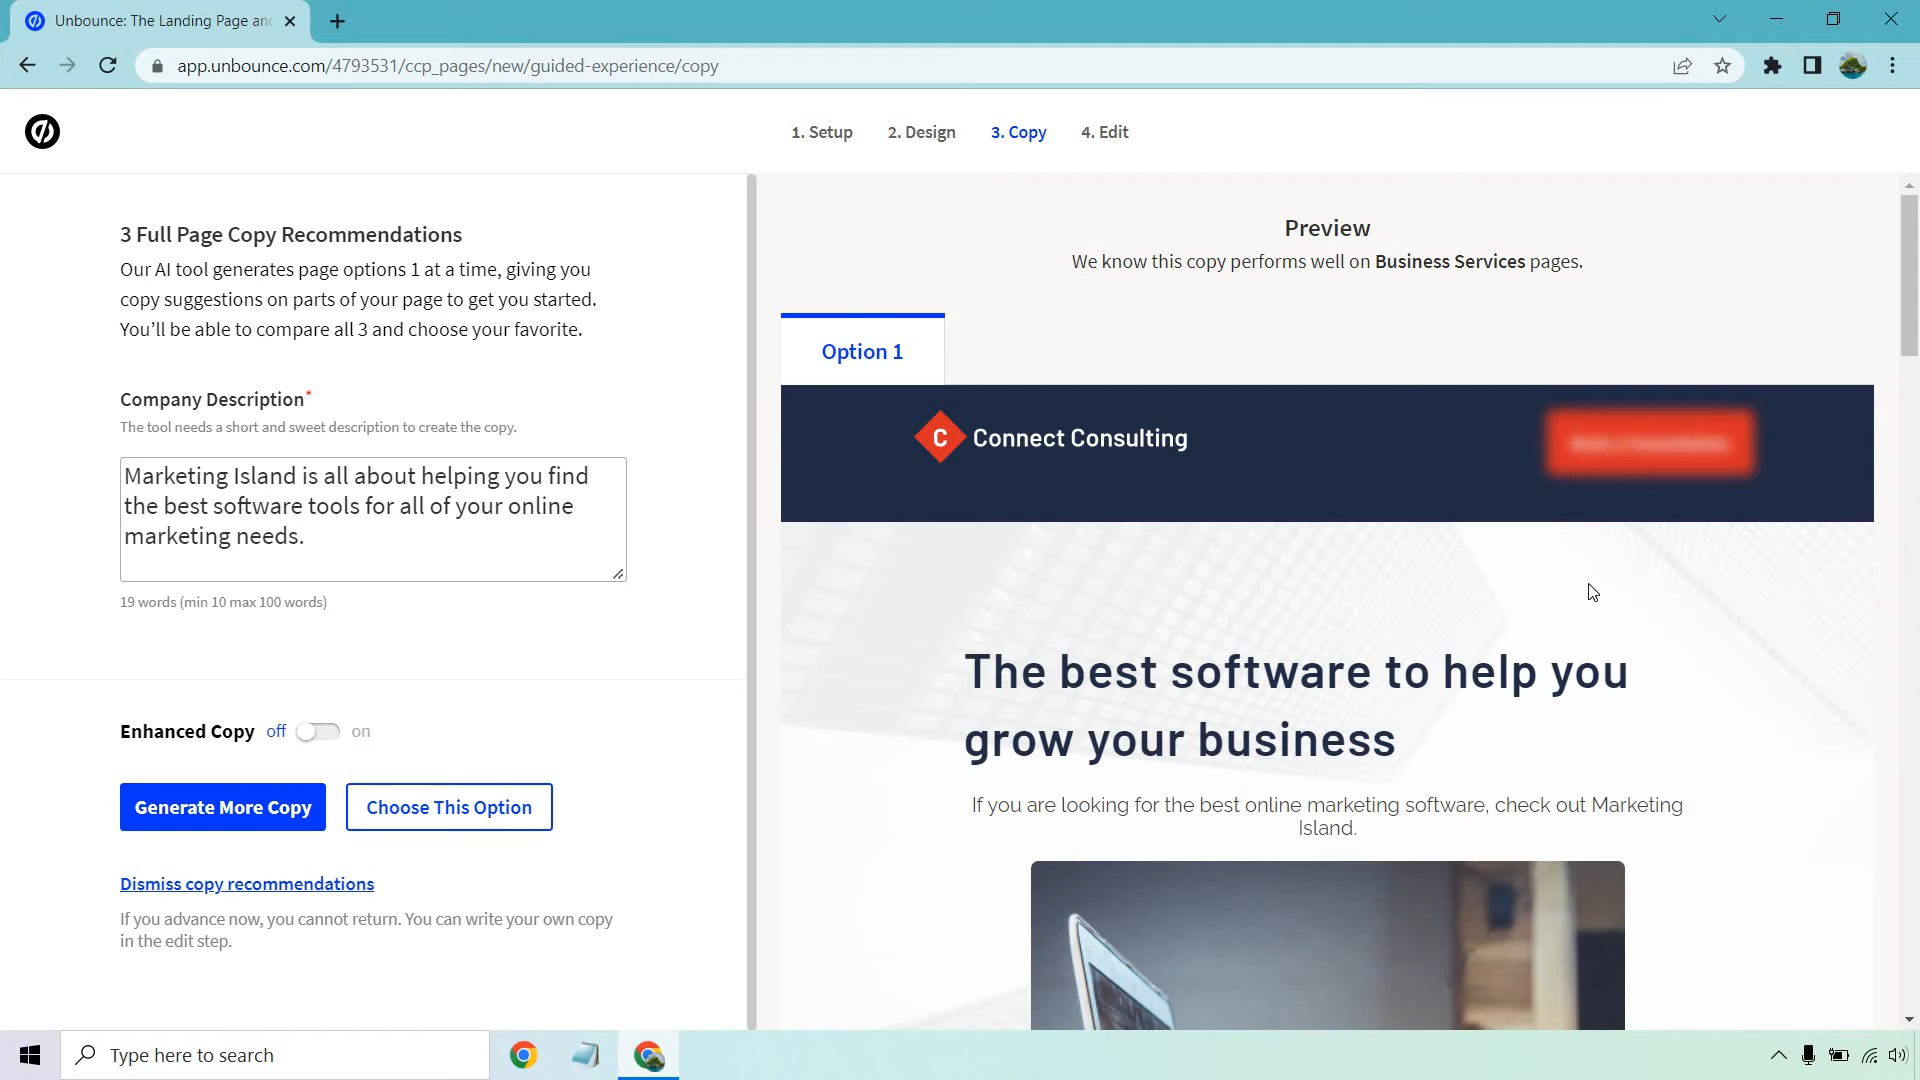 Unbounce: The Landing Page an
app.unbounce.com/4793531/ccp_pages/new/guided-experience/copy
1. Setup
2. Design
3. Copy
4. Edit
3 Full Page Copy Recommendations
Our AI tool generates page options 1 at a time, giving you
copy suggestions on parts of your page to get you started.
You’ll be able to compare all 3 and choose your favorite.
Company Description*
The tool needs a short and sweet description to create the copy.
Marketing Island is all about helping you find
the best software tools for all of your online
marketing needs.
19 words (min 10 max 100 words)
Enhanced Copy off on
Generate More Copy
Choose This Option
Dismiss copy recommendations
If you advance now, you cannot return. You can write your own copy
in the edit step.
Preview
We know this copy performs well on Business Services pages.
Option 1
C Connect Consulting
The best software to help you
grow your business
If you are looking for the best online marketing software, check out Marketing
Island.
Type here to search